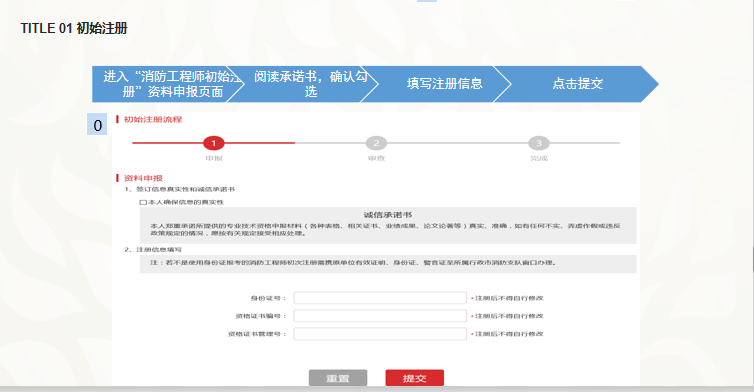 TITLE 01 初始注册
进入“消防工程师初始注
册”资料申报页面
阅读承诺书，确认勾
选
填写注册信息
点击提交
0
初始注册流程
1
2
3
申报
审查
完成
资料申报
1、签订信息真实性和诚信承诺书
本人确保信息的真实性
诚信承诺书
本人郑重承诺所提供的专业技术资格申报材料（各种表格、相关证书、业绩成果、论文论著等）真实、准确，如有任何不实、弄虚作假或违反
政策规定的情况，愿按有关规定接受相应处理。
2、注册信息填写
注：若不是使用身份证报考的消防工程师初次注册需携原单位有效证明、身份证、警官证至所属行政市消防支队窗口办理。
身份证号：
*注册后不得自行修改
资格证书编号：
*注册后不得自行修改
资格证书管理号：
*注册后不得自行修改
重置
提交